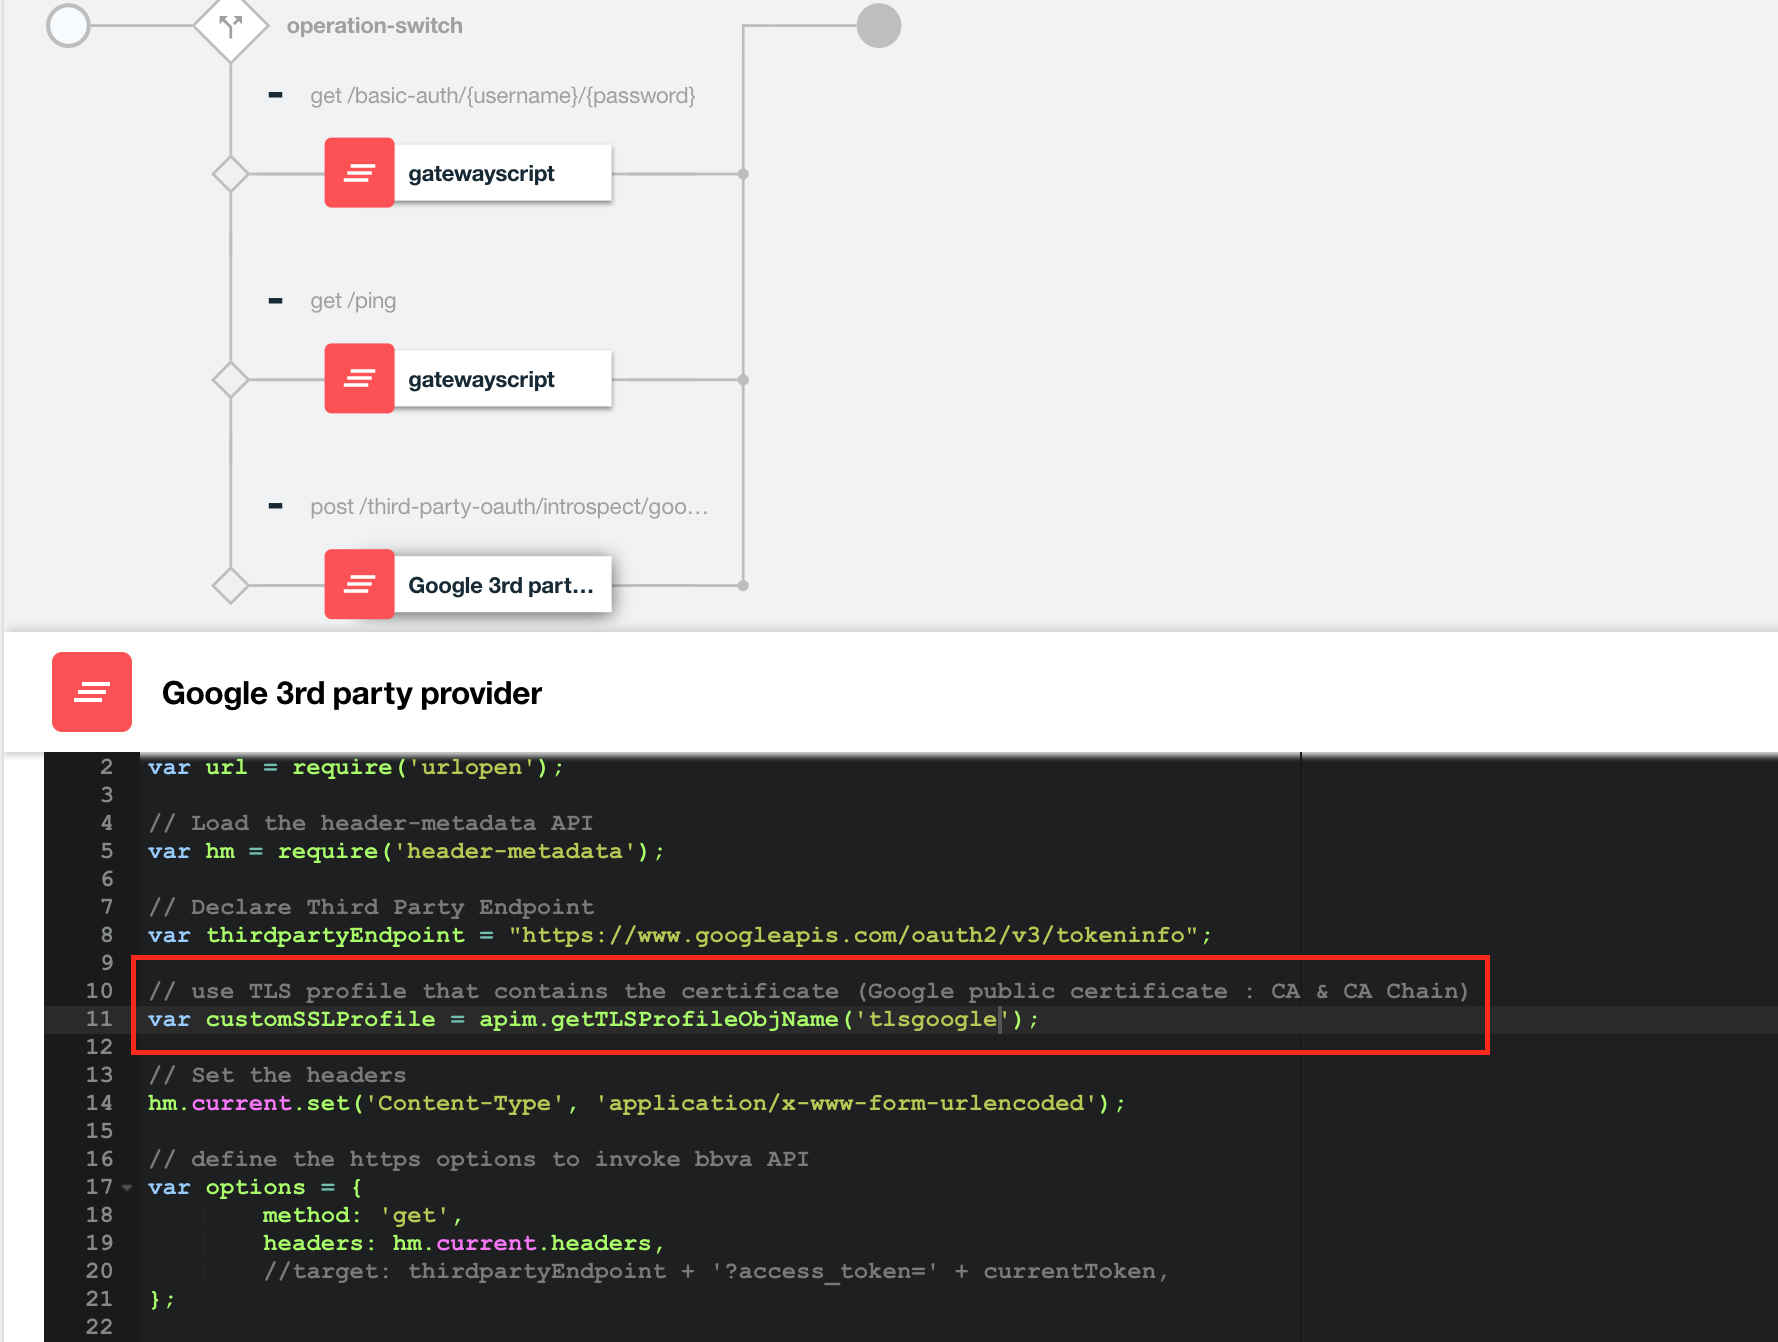 operation-switch
get /basic-auth/{username}/{password}
gatewayscript
get /ping
gatewayscript
post /third-party-oauth/introspect/goo...
Google 3rd part...
Google 3rd party provider
2 var url = require('urlopen');
3
4 // Load the header-metadata API
5 var hm = require('header-metadata');
6
7 // Declare Third Party Endpoint
8 var thirdpartyEndpoint = "https://www.googleapis.com/oauth2/v3/tokeninfo";
9
10 // use TLS profile that contains the certificate (Google public certificate : CA & CA Chain)
11 var customSSLProfile = apim.getTLSProfileObjName('tlsgoogle');
12
13 // Set the headers
14 hm.current.set('Content-Type', 'application/x-www-form-urlencoded');
15
16 // define the https options to invoke bbva API
17 var options = {
18 method: 'get',
19 headers: hm.current.headers,
20 //target: thirdpartyEndpoint + '?access_token=' + currentToken,
21 };
22